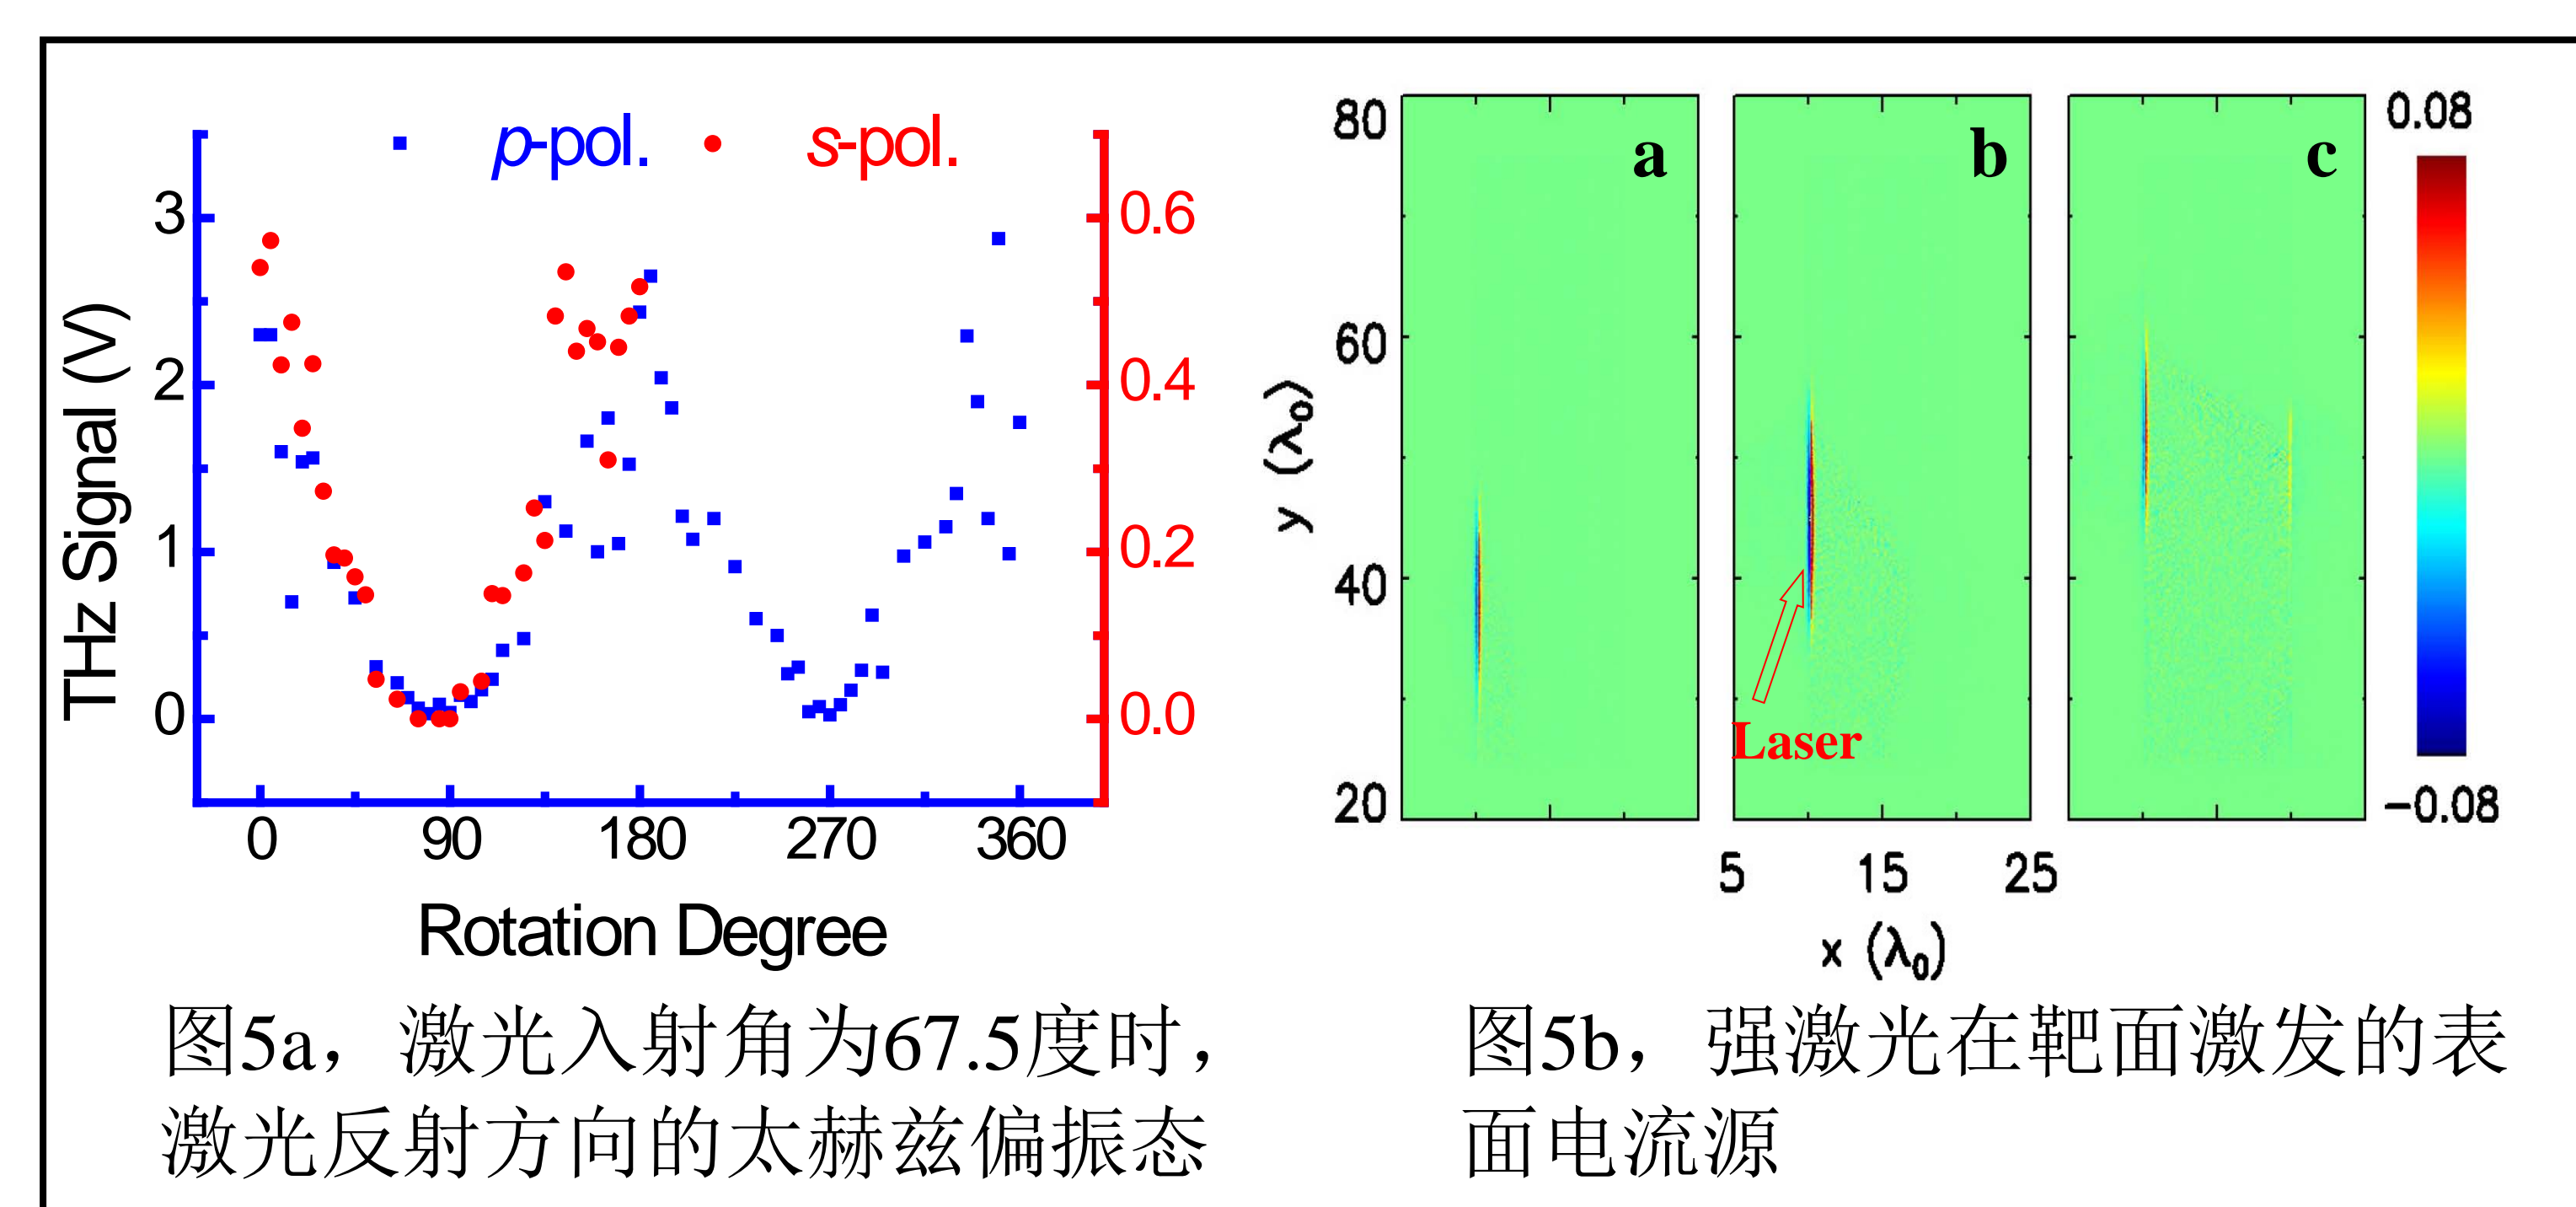 p-pol. s-pol.
THz Signal (V)
3
2
1
0
0.6
0.4
0.2
0.0
0 90 180 270 360
Rotation Degree
图5a，激光入射角为67.5度时，
激光反射方向的太赫兹偏振态
a b c
80
60
40
20
y (λ0)
Laser
5 15 25
x (λ0)
0.08
−0.08
图5b，强激光在靶面激发的表
面电流源